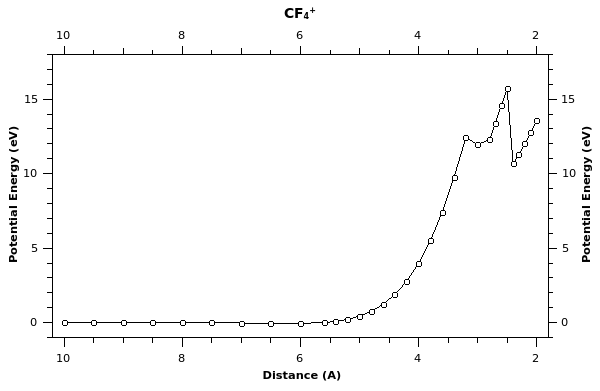 CF₄⁺
10 8 6 4 2
15 15
10 10
5 5
0 0
Potential Energy (eV)
Potential Energy (eV)
10 8 6 4 2
Distance (A)